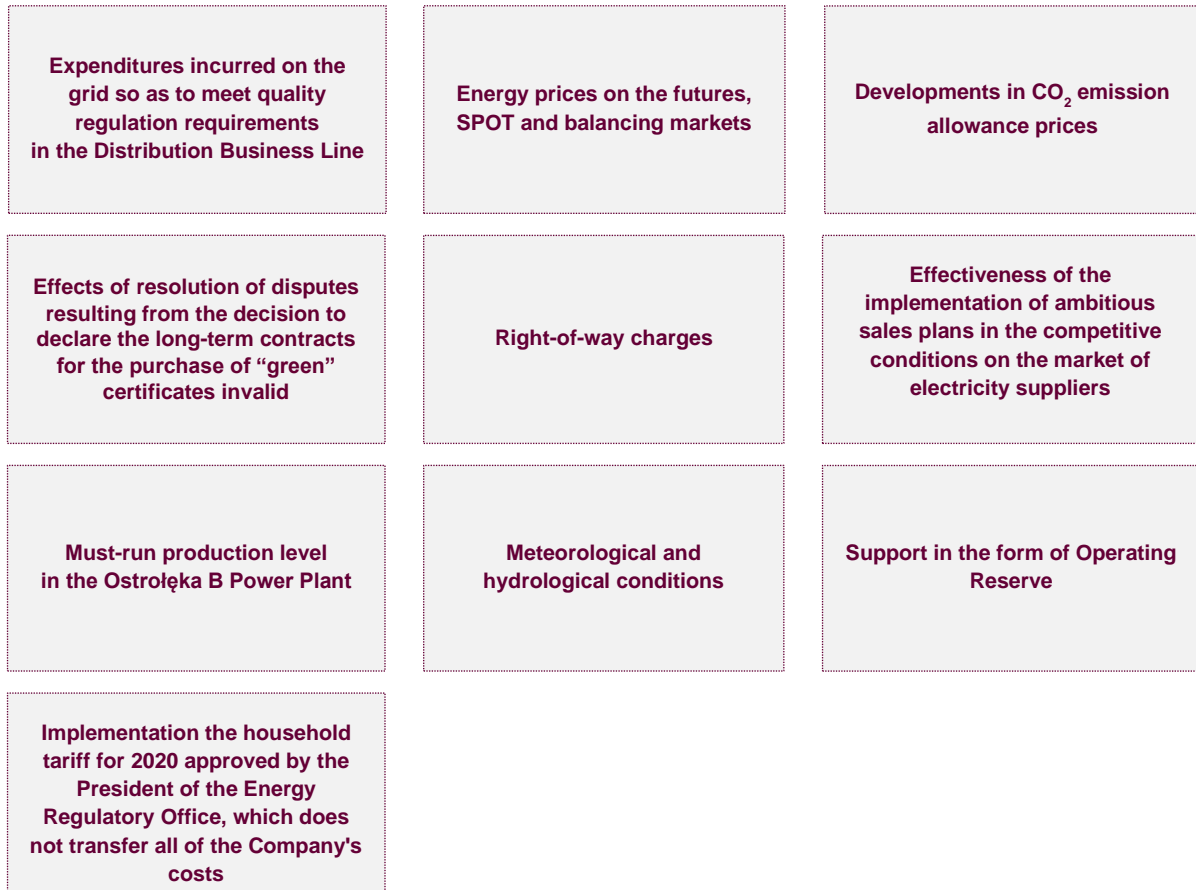 Expenditures incurred on the
grid so as to meet quality
regulation requirements
in the Distribution Business Line
Energy prices on the futures,
SPOT and balancing markets
Developments in CO2 emission
allowance prices
Effects of resolution of disputes
resulting from the decision to
declare the long-term contracts
for the purchase of “green”
certificates invalid
Right-of-way charges
Effectiveness of the
implementation of ambitious
sales plans in the competitive
conditions on the market of
electricity suppliers
Must-run production level
in the Ostrołęka B Power Plant
Meteorological and
hydrological conditions
Support in the form of Operating
Reserve
Implementation the household
tariff for 2020 approved by the
President of the Energy
Regulatory Office, which does
not transfer all of the Company's
costs